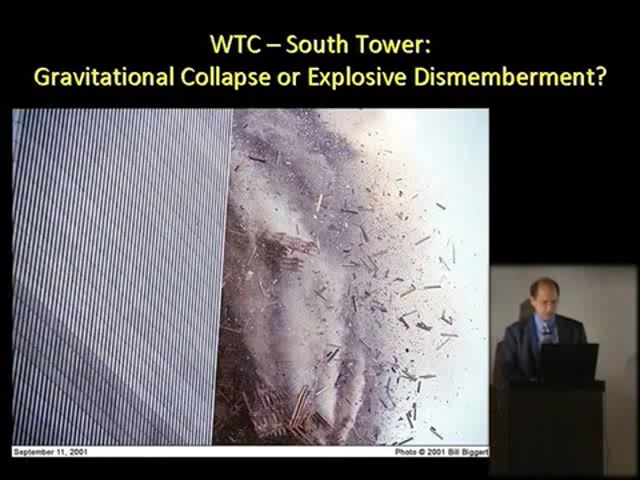 WTC – South Tower:
Gravitational Collapse or Explosive Dismemberment?
September 11, 2001
Photo © 2001 Bill Biggart